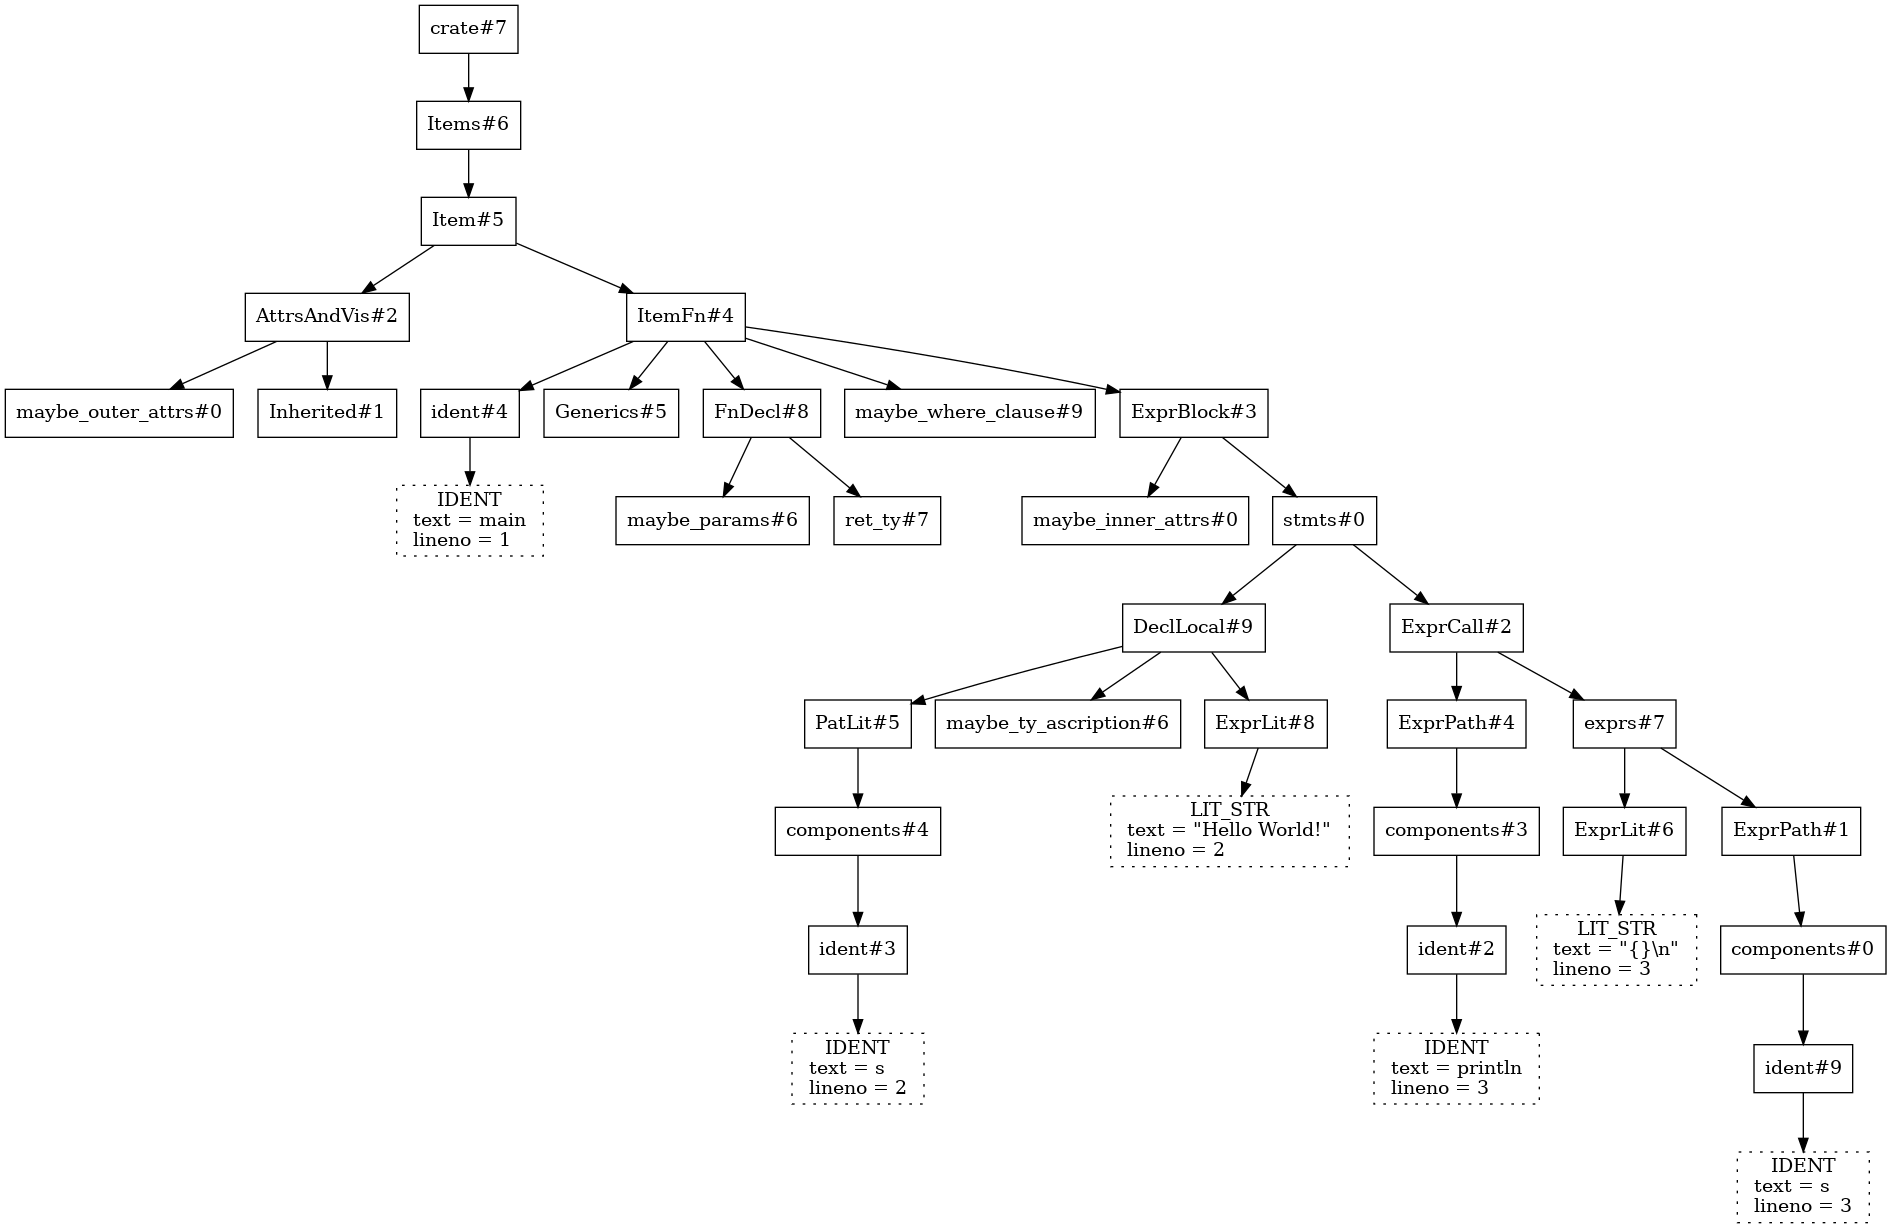 crate#7
Items#6
Item#5
AttrsAndVis#2
ItemFn#4
maybe_outer_attrs#0
Inherited#1
ident#4
Generics#5
FnDecl#8
maybe_where_clause#9
ExprBlock#3
IDENT
text = main
lineno = 1
maybe_params#6
ret_ty#7
maybe_inner_attrs#0
stmts#0
DeclLocal#9
ExprCall#2
PatLit#5
maybe_ty_ascription#6
ExprLit#8
ExprPath#4
exprs#7
components#4
LIT_STR
text = "Hello World!"
lineno = 2
components#3
ExprLit#6
ExprPath#1
ident#3
ident#2
LIT_STR
text = "{}\n"
lineno = 3
components#0
IDENT
text = s
lineno = 2
IDENT
text = println
lineno = 3
ident#9
IDENT
text = s
lineno = 3